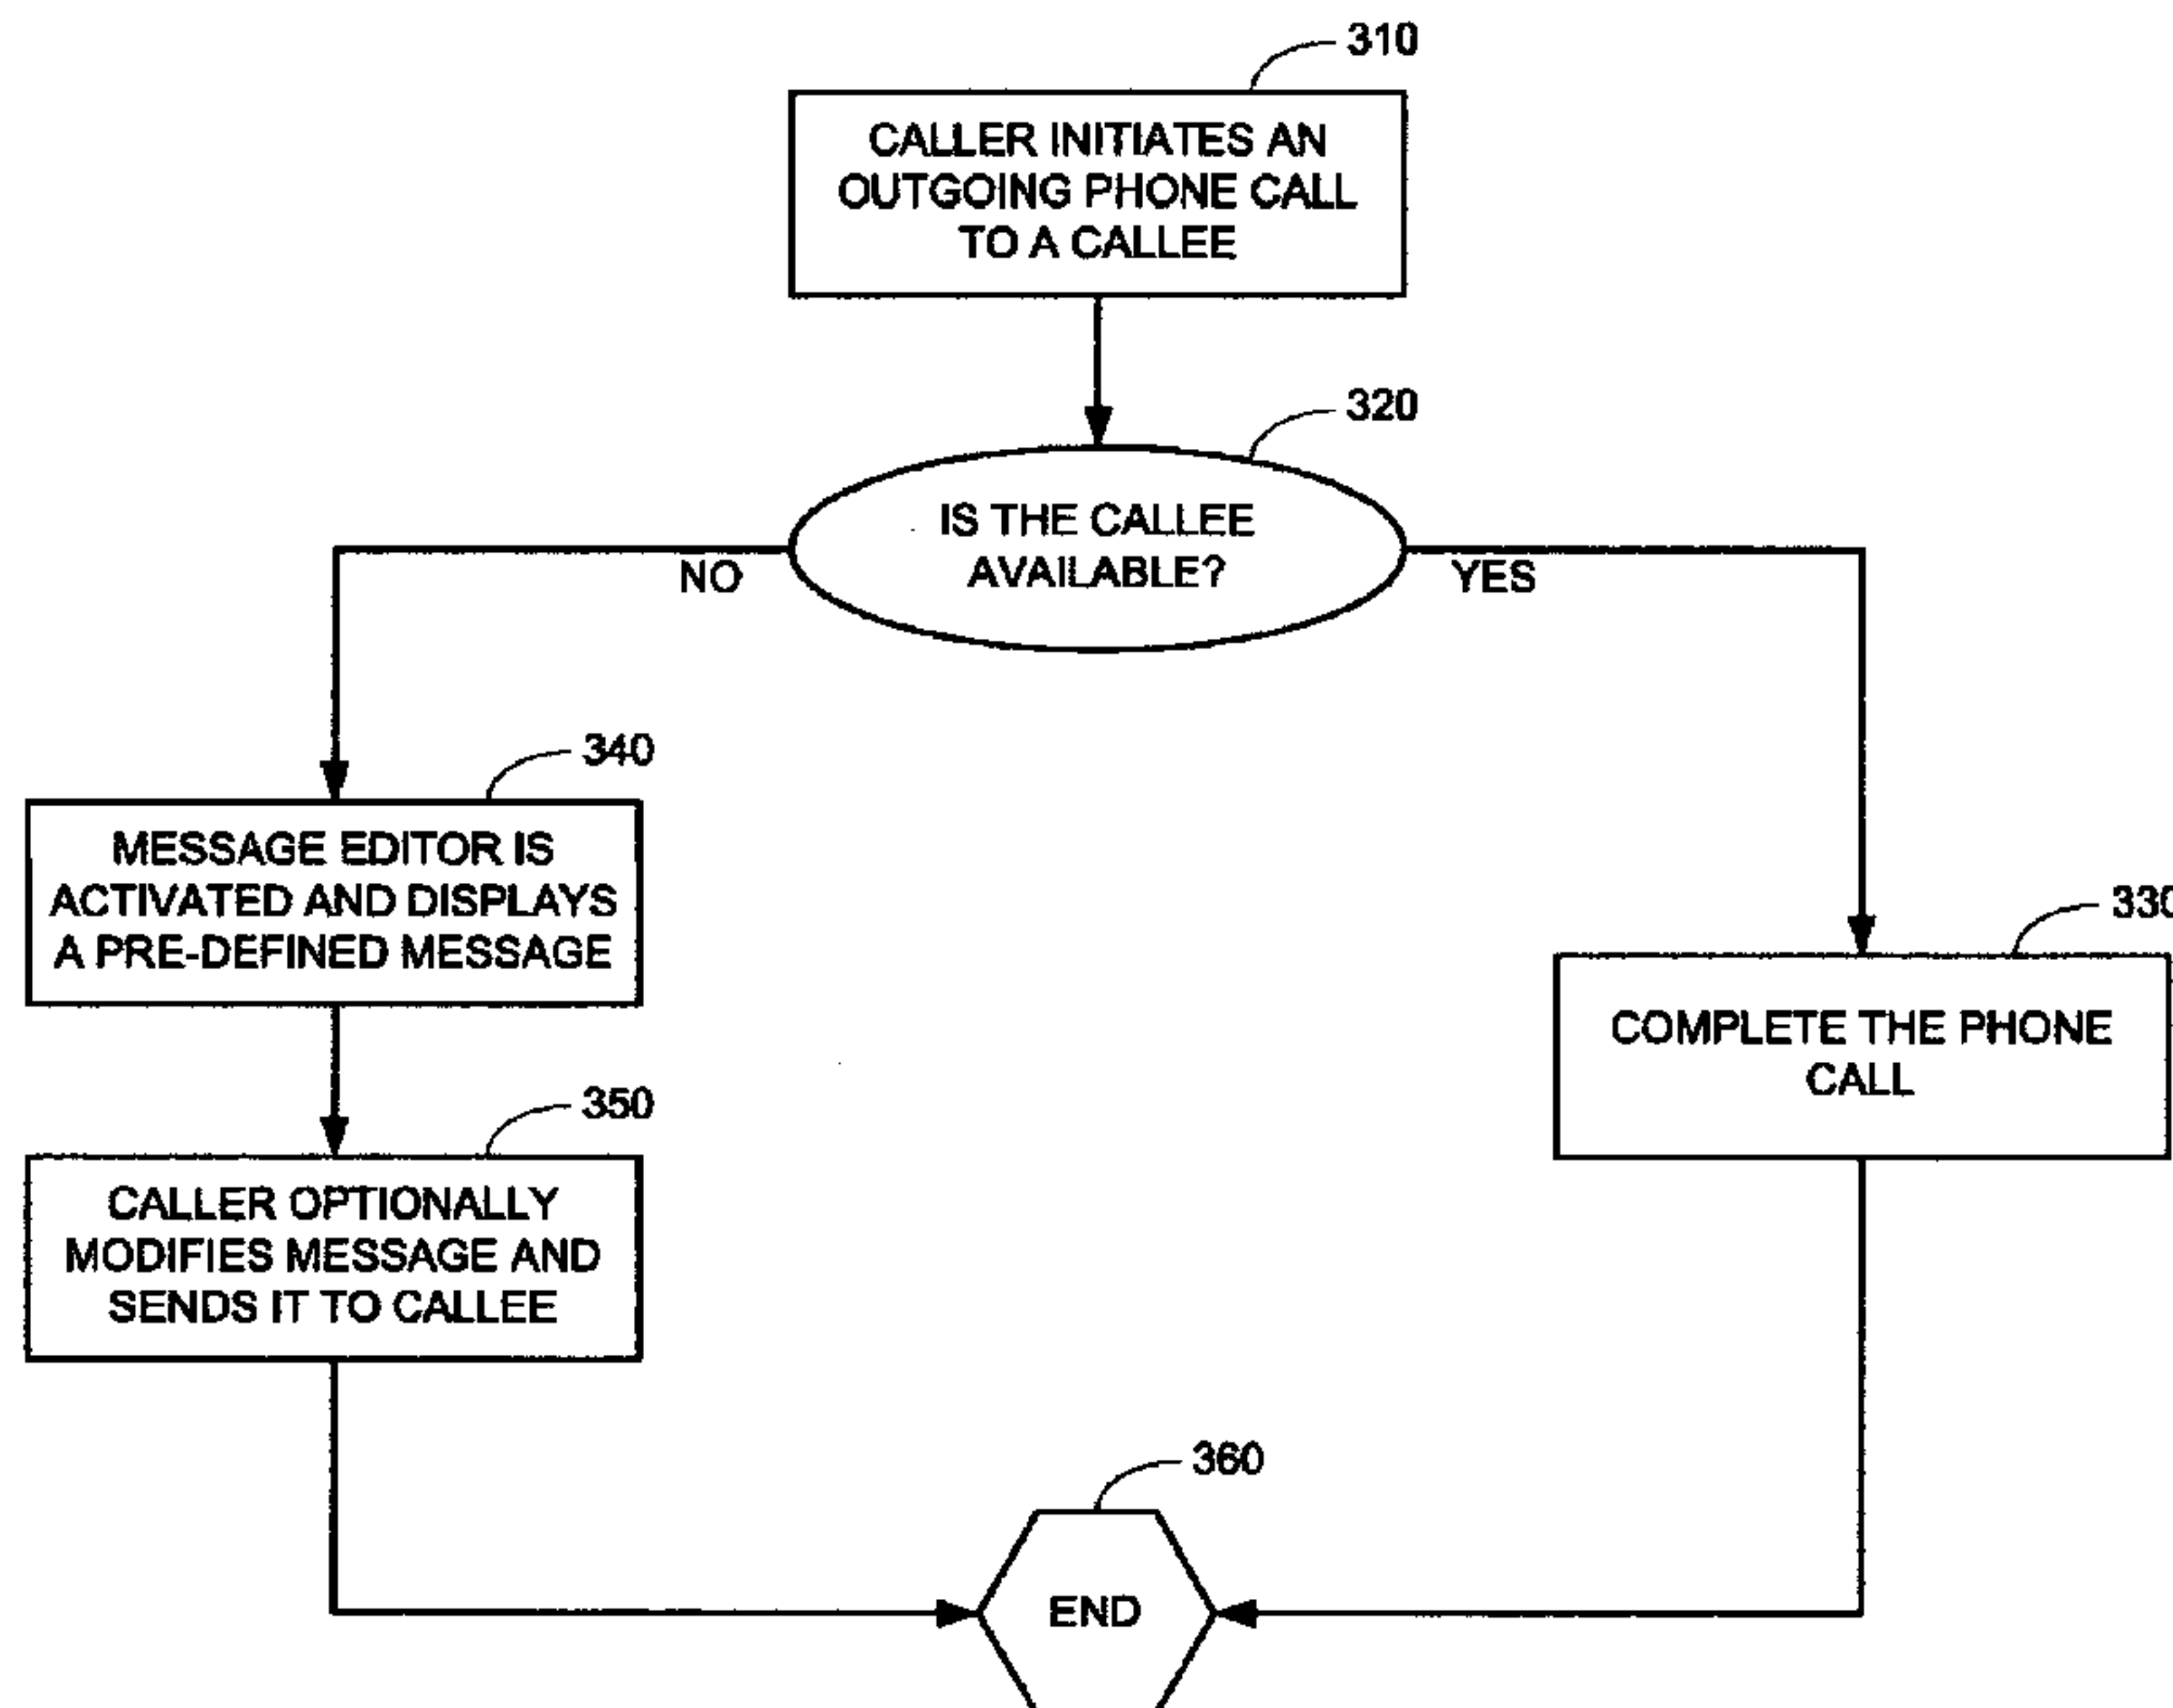 310
CALLER INITIATES AN
OUTGOING PHONE CALL
TO A CALLEE
320
IS THE CALLEE
AVAILABLE?
NO
YES
340
MESSAGE EDITOR IS
ACTIVATED AND DISPLAYS
A PRE-DEFINED MESSAGE
330
COMPLETE THE PHONE
CALL
350
CALLER OPTIONALLY
MODIFIES MESSAGE AND
SENDS IT TO CALLEE
360
END